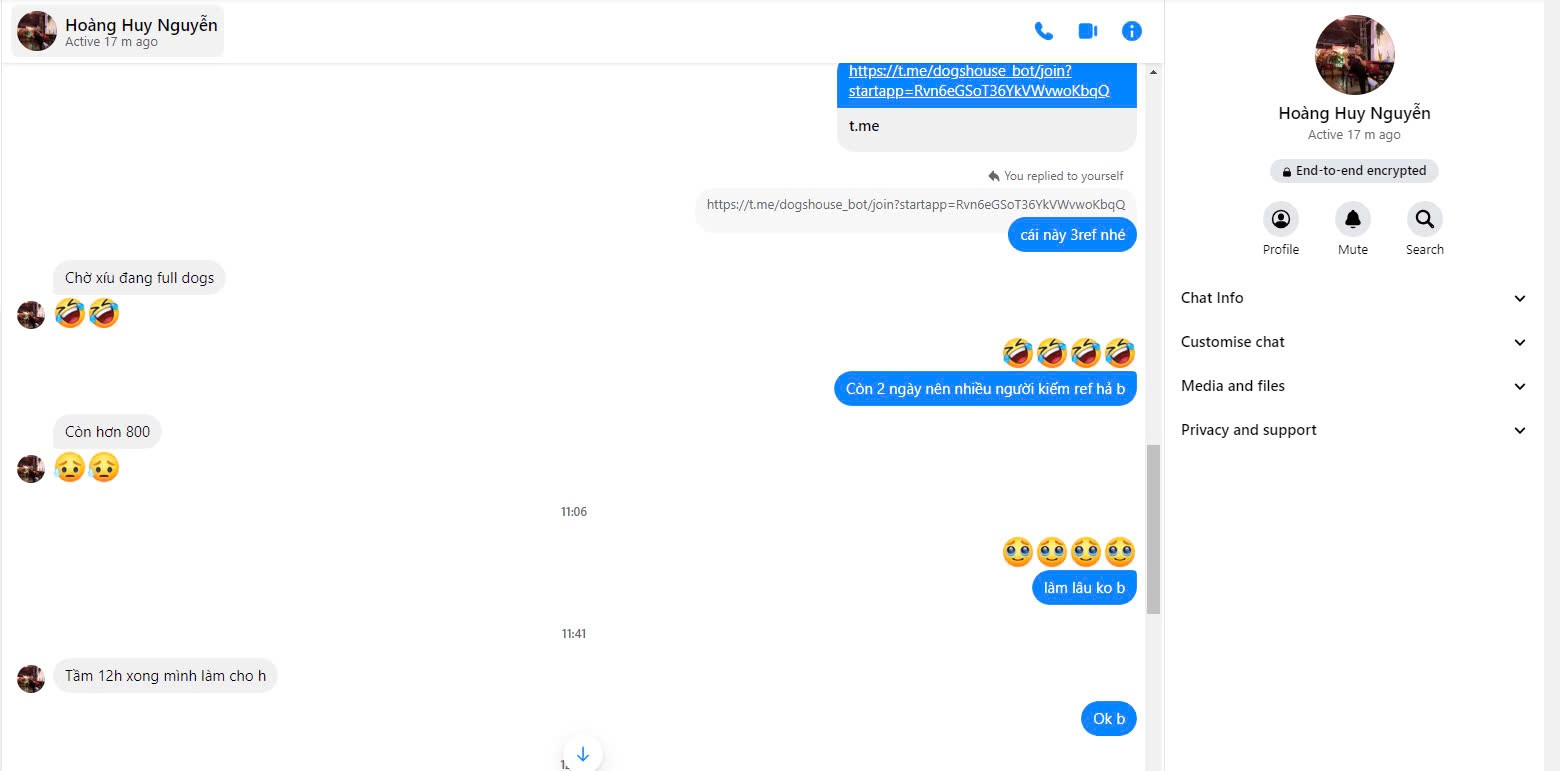 Hoàng Huy Nguyễn
Active 17 m ago
https://t.me/dogshouse_bot/join?
startapp=Rvn6eGSoT36YkVWvwoKbqQ
t.me
You replied to yourself
https://t.me/dogshouse_bot/join?startapp=Rvn6eGSoT36YkVWvwoKbqQ
cái này 3ref nhé
Chờ xíu đang full dogs
🤣🤣
🤣🤣🤣🤣
Còn 2 ngày nên nhiều người kiếm ref hả b
Còn hơn 800
😥😥
11:06
🥹🥹🥹🥹
làm lâu ko b
11:41
Tầm 12h xong mình làm cho h
Ok b
Hoàng Huy Nguyễn
Active 17 m ago
End-to-end encrypted
Profile
Mute
Search
Chat Info
Customise chat
Media and files
Privacy and support